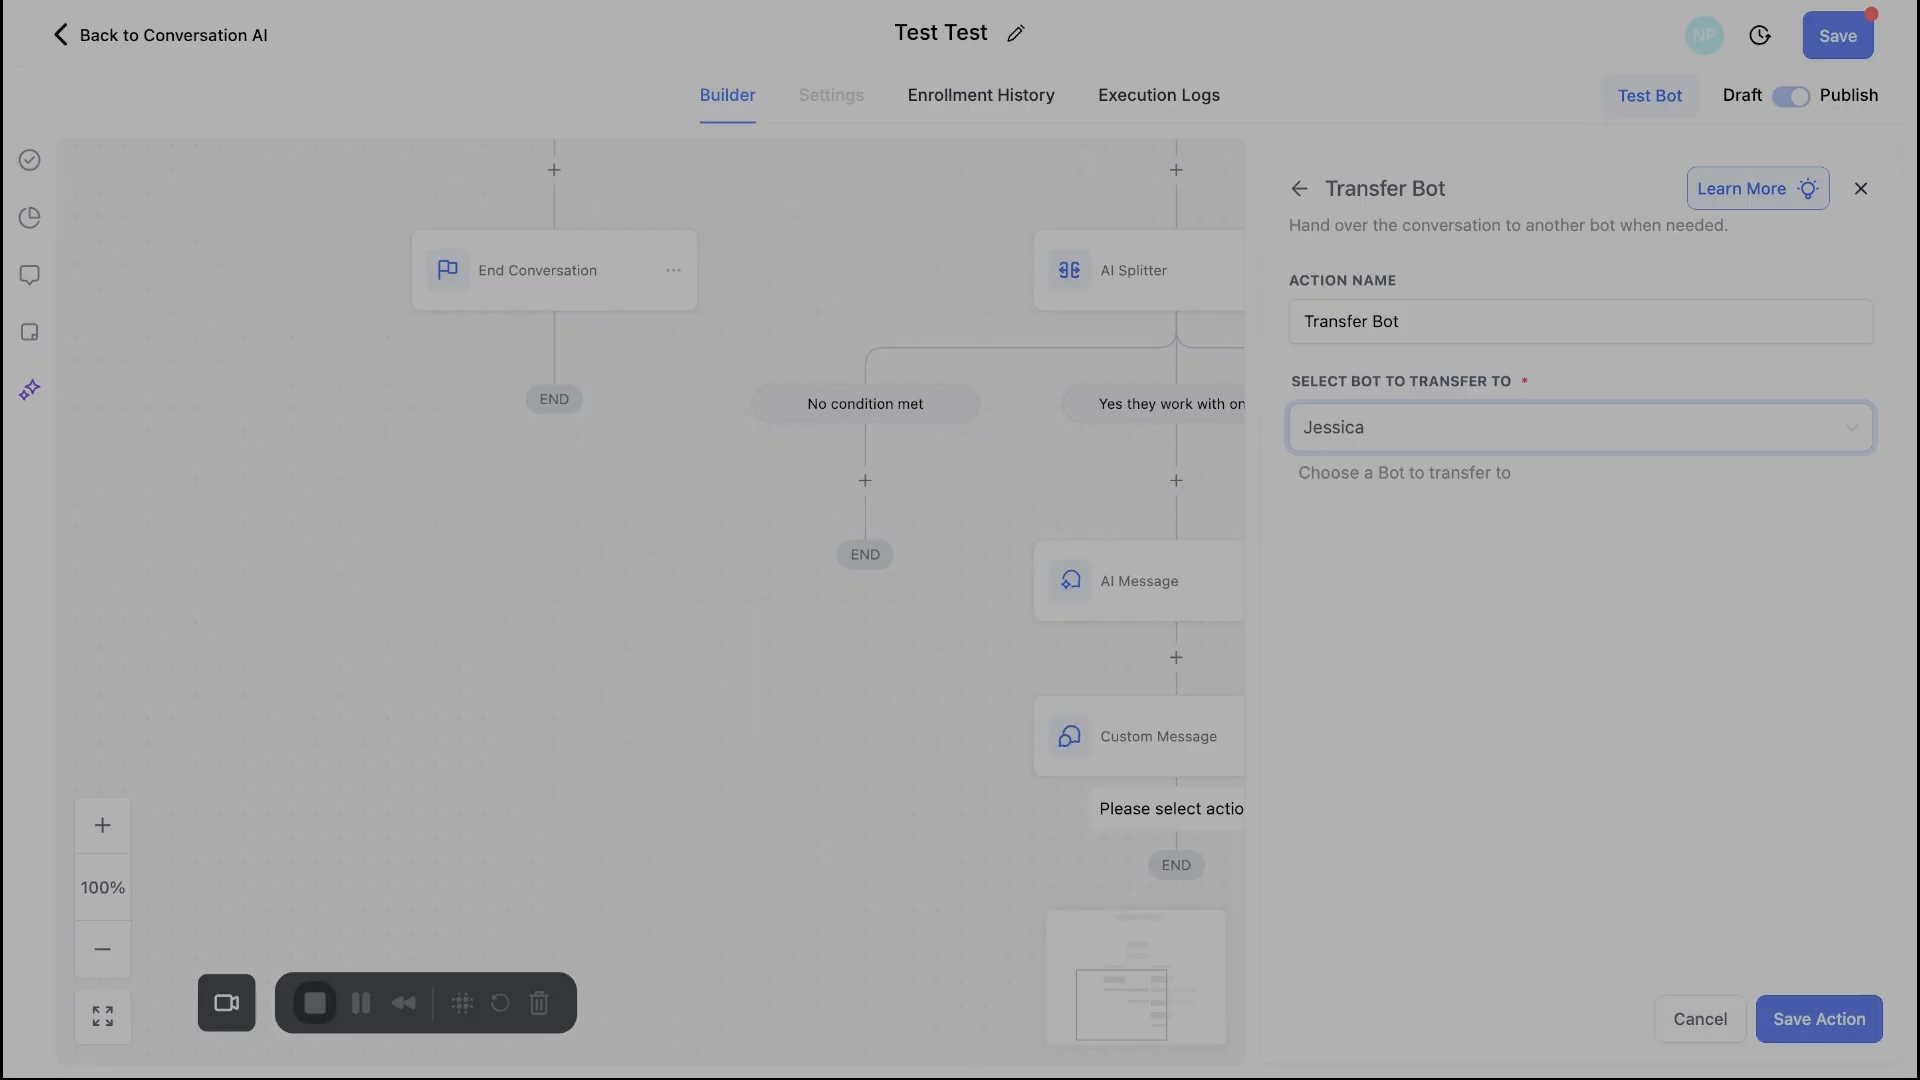 Back to Conversation AI
Test Test
NP
Save
Builder
Settings
Enrollment History
Execution Logs
Test Bot
Draft
Publish
Transfer Bot
Learn More
Hand over the conversation to another bot when needed.
ACTION NAME
Transfer Bot
SELECT BOT TO TRANSFER TO *
Jessica
Choose a Bot to transfer to
End Conversation
END
AI Splitter
No condition met
Yes they work with on
END
AI Message
Custom Message
Please select actio
END
100%
Cancel
Save Action